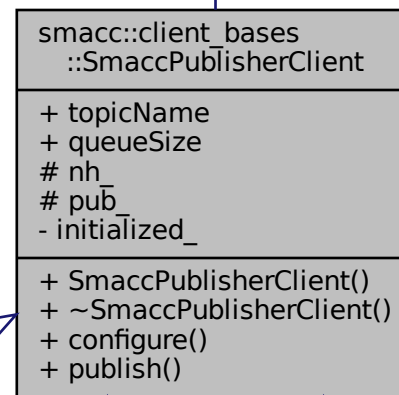 smacc::client_bases
::SmaccPublisherClient
+ topicName
+ queueSize
# nh_
# pub_
- initialized_
+ SmaccPublisherClient()
+ ~SmaccPublisherClient()
+ configure()
+ publish()